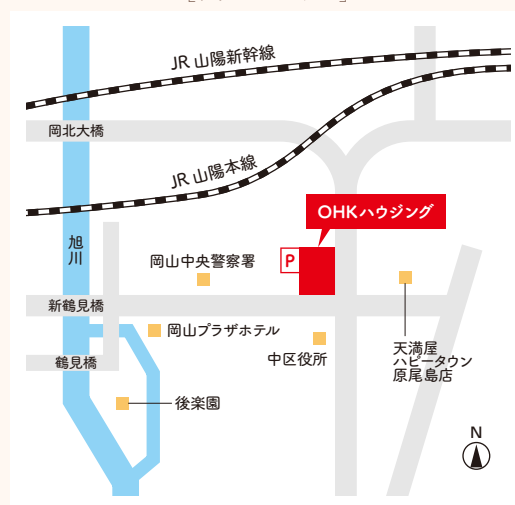 JR 山陽新幹線
岡北大橋
JR 山陽本線
OHKハウジング
旭川
岡山中央警察署
P
新鶴見橋
岡山プラザホテル
中区役所
天満屋
ハピータウン
原尾島店
鶴見橋
後楽園
N